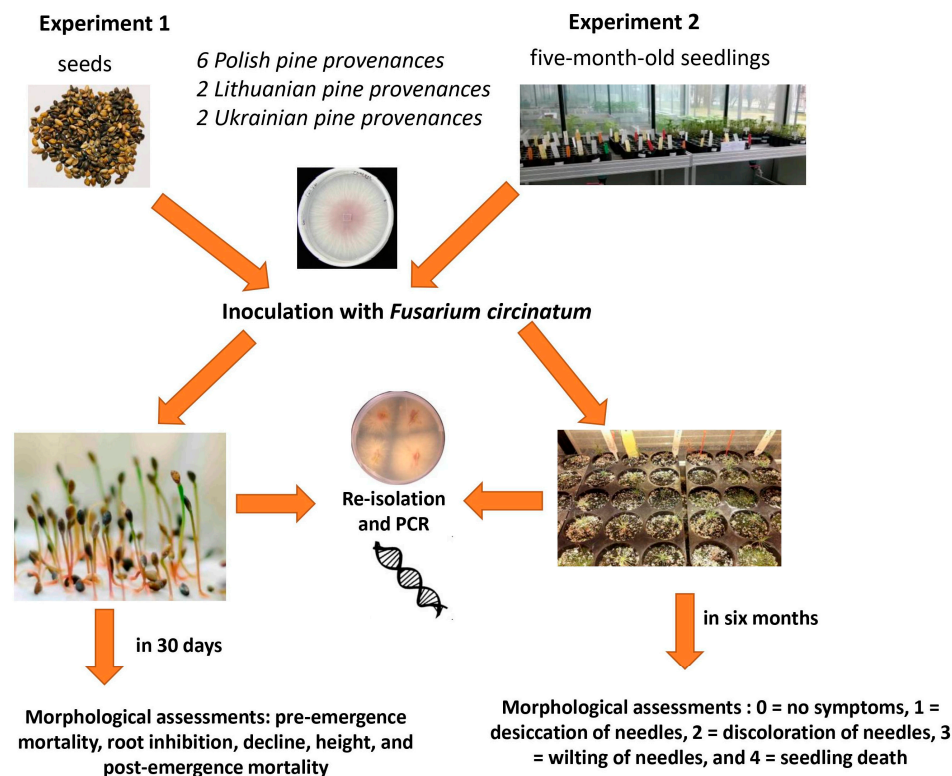 Experiment 1
seeds
6 Polish pine provenances
2 Lithuanian pine provenances
2 Ukrainian pine provenances
Experiment 2
five-month-old seedlings
Inoculation with Fusarium circinatum
Re-isolation
and PCR
in 30 days
in six months
Morphological assessments: pre-emergence
mortality, root inhibition, decline, height, and
post-emergence mortality
Morphological assessments : 0 = no symptoms, 1 =
desiccation of needles, 2 = discoloration of needles, 3
= wilting of needles, and 4 = seedling death